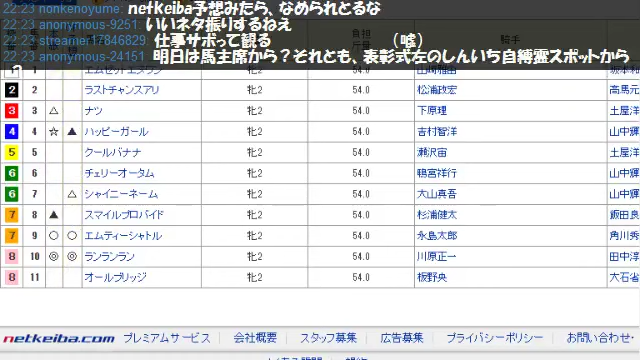 22:23 nonkenoyume: netkeiba予想みたら、なめられとるな
22:23 anonymous-9251 いいネタ振りするねえ
22:23 streamer17846829: 仕事サボって観る (嘘)
22:23 anonymous-24151 明日は馬主席から？それとも、表彰式左のしんいち自縛霊スポットから
1 1 牝2 54.0
2 2 ラストチャンスアリ 牝2 54.0 松浦政宏 高馬元
3 3 △ ナツ 牝2 54.0 下原理 土屋洋
4 4 ☆ ▲ ハッピーガール 牝2 54.0 吉村智洋 山中輝
5 5 クールバナナ 牝2 54.0 瀬沢宙 土屋洋
6 6 チェリーオータム 牝2 54.0 鴨宮祥行 山中輝
6 7 △ シャイニーネーム 牝2 54.0 大山真吾 山中輝
7 8 ▲ スマイルプロバイド 牝2 54.0 杉浦健太 飯田良
7 9 ○ ○ エムティーシャトル 牝2 54.0 永島太郎 角川秀
8 10 ◎ ◎ ランランラン 牝2 54.0 川原正一 田中淳
8 11 オールブリッジ 牝2 54.0 板野央 大石省
netkeiba.com プレミアムサービス 会社概要 スタッフ募集 広告募集 プライバシーポリシー お問い合わせ